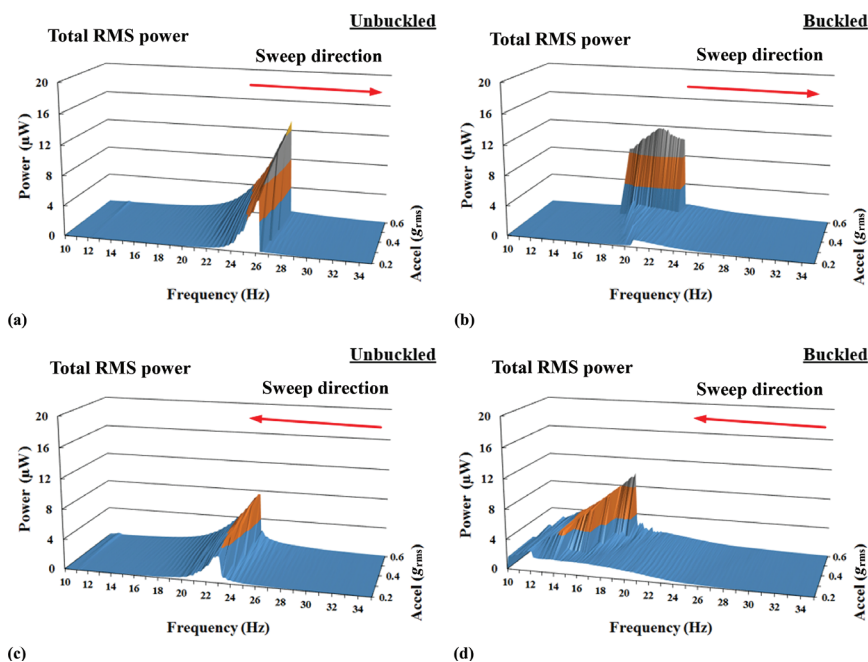 Unbuckled
Total RMS power
Sweep direction
20
16
12
8
4
0
Power (µW)
10 12 14 16 18 20 22 24 26 28 30 32 34
Frequency (Hz)
0.6
0.4
0.2
Accel (grms)
(a)
Buckled
Total RMS power
Sweep direction
20
16
12
8
4
0
Power (µW)
10 12 14 16 18 20 22 24 26 28 30 32 34
Frequency (Hz)
0.6
0.4
0.2
Accel (grms)
(b)
Unbuckled
Total RMS power
Sweep direction
20
16
12
8
4
0
Power (µW)
10 12 14 16 18 20 22 24 26 28 30 32 34
Frequency (Hz)
0.6
0.4
0.2
Accel (grms)
(c)
Buckled
Total RMS power
Sweep direction
20
16
12
8
4
0
Power (µW)
10 12 14 16 18 20 22 24 26 28 30 32 34
Frequency (Hz)
0.6
0.4
0.2
Accel (grms)
(d)